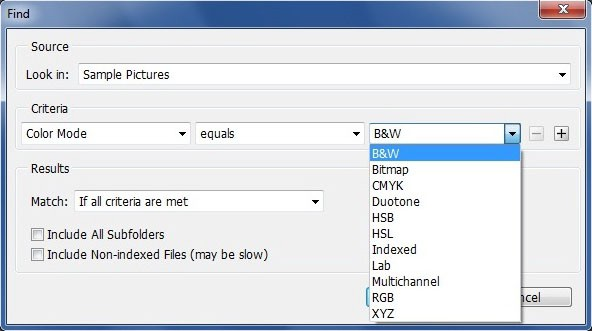 Find
Source
Look in: Sample Pictures
Criteria
Color Mode equals B&W
B&W
Bitmap
CMYK
Duotone
HSB
HSL
Indexed
Lab
Multichannel
RGB
XYZ
Results
Match: If all criteria are met
Include All Subfolders
Include Non-indexed Files (may be slow)
ncel